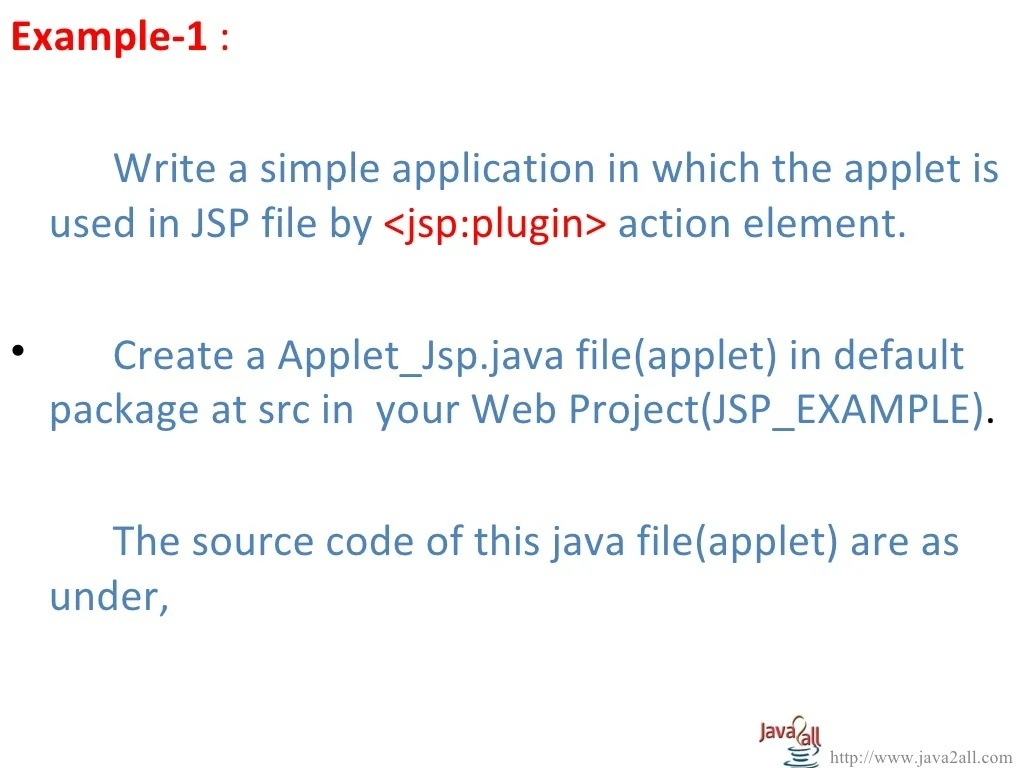 Example-1 :
Write a simple application in which the applet is
used in JSP file by <jsp:plugin> action element.
• Create a Applet_Jsp.java file(applet) in default
package at src in  your Web Project(JSP_EXAMPLE).
The source code of this java file(applet) are as
under,
Java2all
http://www.java2all.com